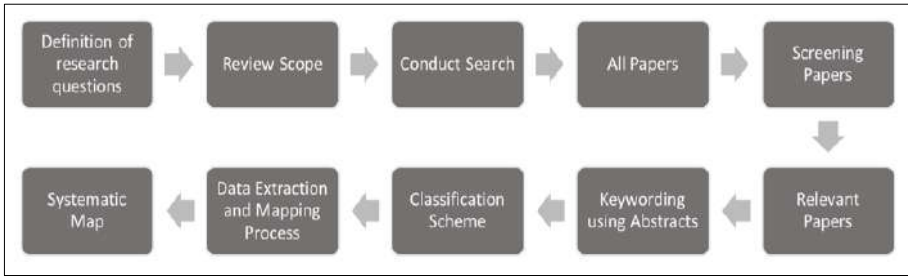 Definition of
research
questions
Review Scope
Conduct Search
All Papers
Screening
Papers
Relevant
Papers
Keywording
using Abstracts
Classification
Scheme
Data Extraction
and Mapping
Process
Systematic
Map